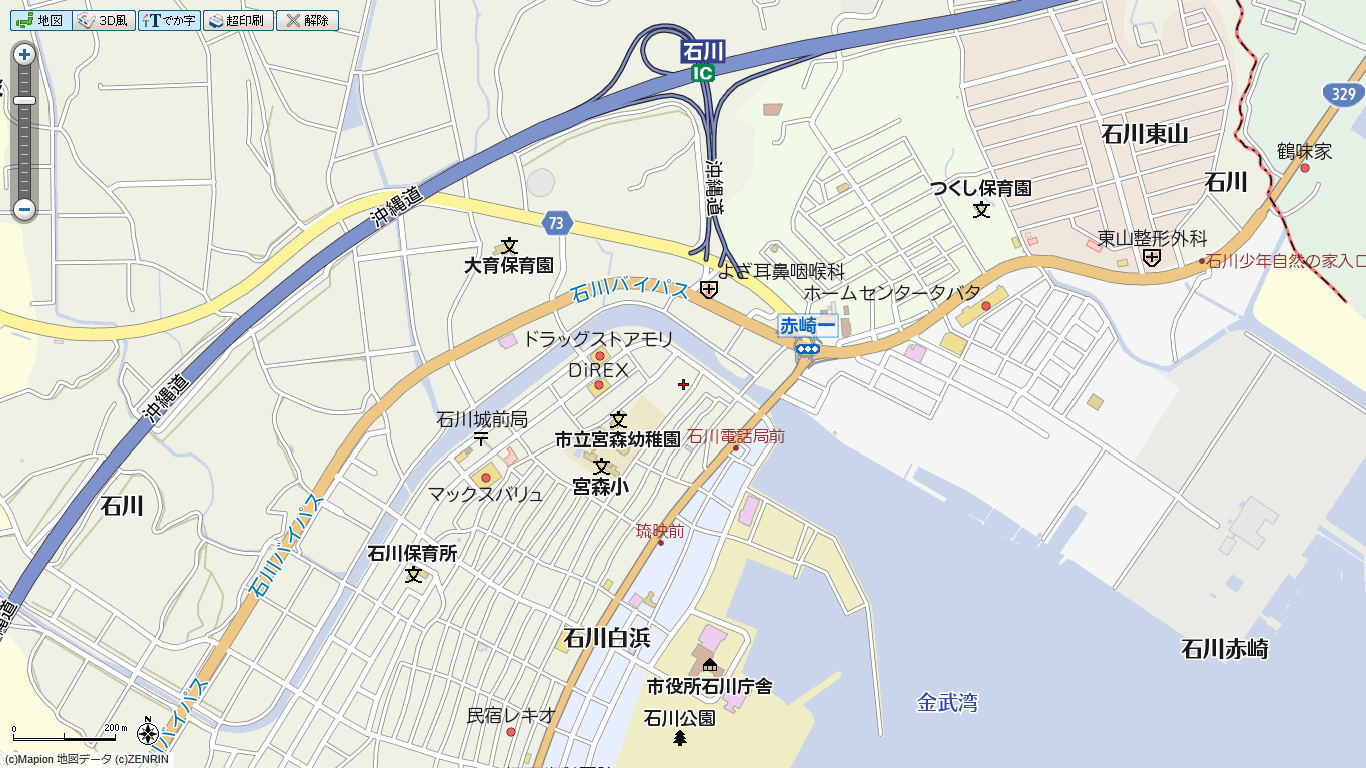 地図 3D風 でか字 超印刷 解除
石川
IC
329
石川東山
鶴味家
沖縄道
つくし保育園
石川
沖縄道
73
東山整形外科
大育保育園
石川少年自然の家入口
よざ耳鼻咽喉科
石川バイパス
ホームセンタータバタ
赤崎一
ドラッグストアモリ
DiREX
沖縄道
石川城前局
市立宮森幼稚園
石川電話局前
宮森小
マックスバリュ
石川
琉映前
石川バイパス
石川保育所
縄道
石川白浜
石川赤崎
市役所石川庁舎
バイパス
金武湾
民宿レキオ
石川公園
N
0 200 m
(c)Mapion 地図データ (c)ZENRIN